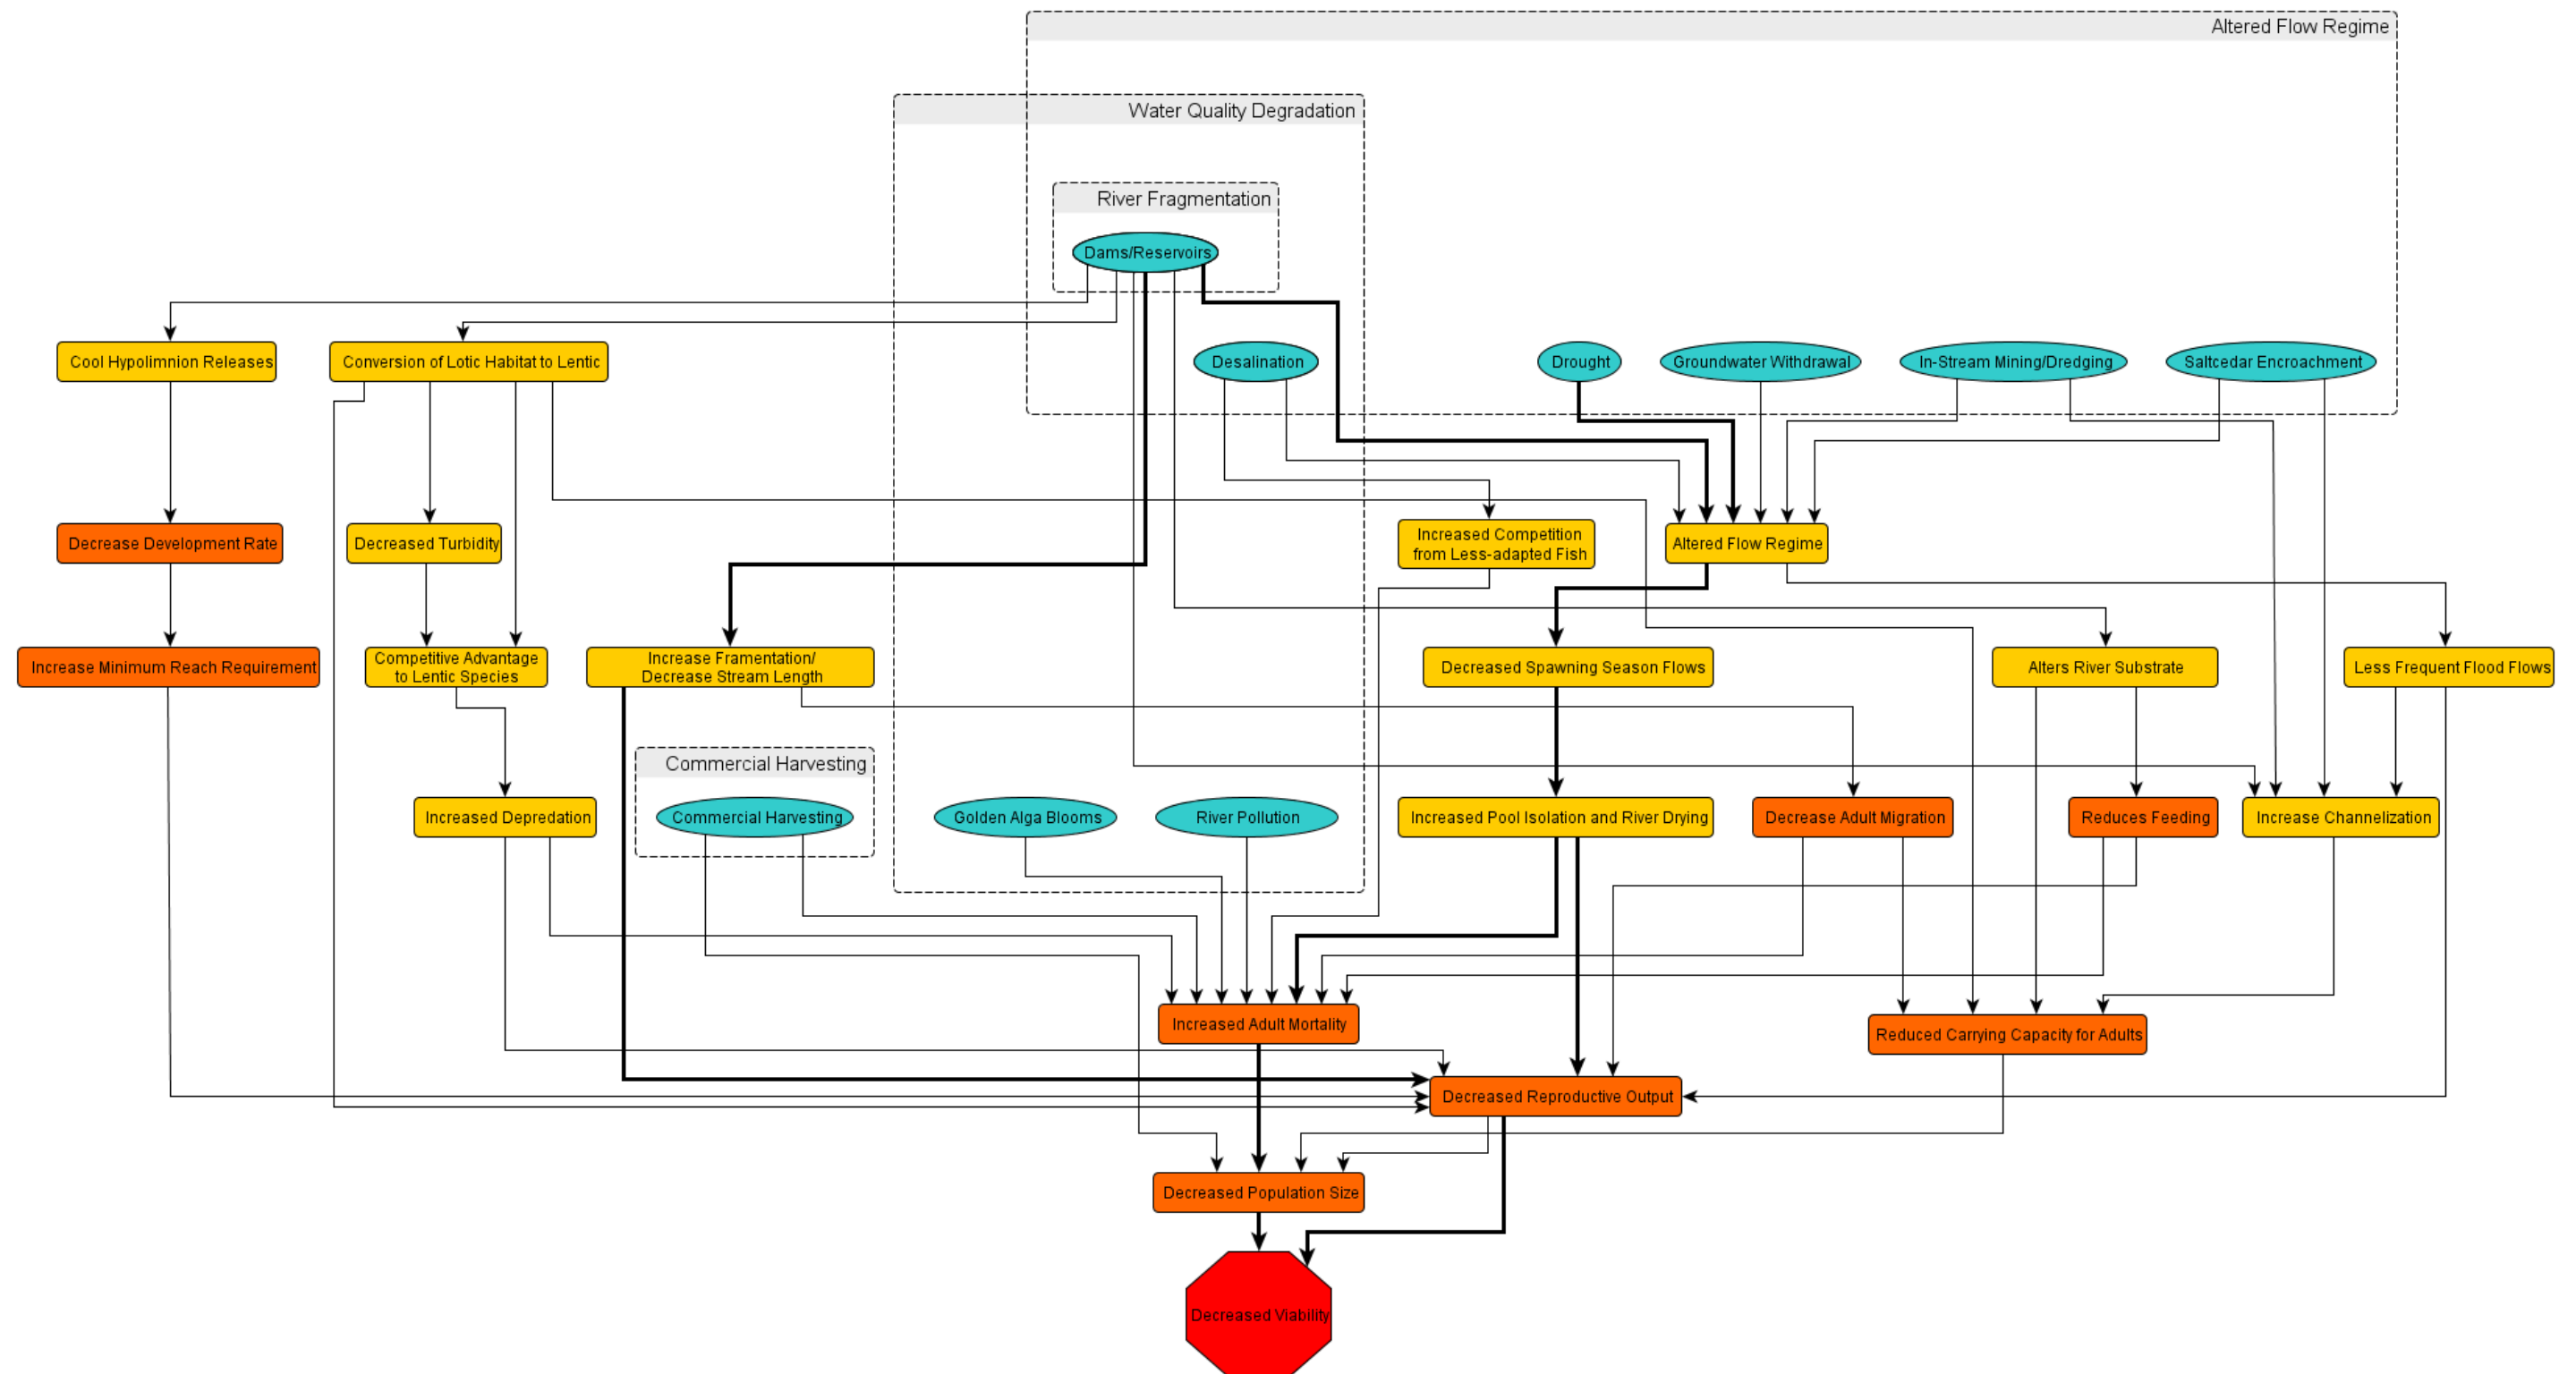 Altered Flow Regime
Water Quality Degradation
River Fragmentation
Dams/Reservoirs
Cool Hypolimnion Releases
Conversion of Lotic Habitat to Lentic
Desalination
Drought
Groundwater Withdrawal
In-Stream Mining/Dredging
Saltcedar Encroachment
Decrease Development Rate
Decreased Turbidity
Increased Competition
from Less-adapted Fish
Altered Flow Regime
Increase Minimum Reach Requirement
Competitive Advantage
to Lentic Species
Increase Framentation/
Decrease Stream Length
Decreased Spawning Season Flows
Alters River Substrate
Less Frequent Flood Flows
Commercial Harvesting
Increased Depredation
Commercial Harvesting
Golden Alga Blooms
River Pollution
Increased Pool Isolation and River Drying
Decrease Adult Migration
Reduces Feeding
Increase Channelization
Increased Adult Mortality
Reduced Carrying Capacity for Adults
Decreased Reproductive Output
Decreased Population Size
Decreased Viability